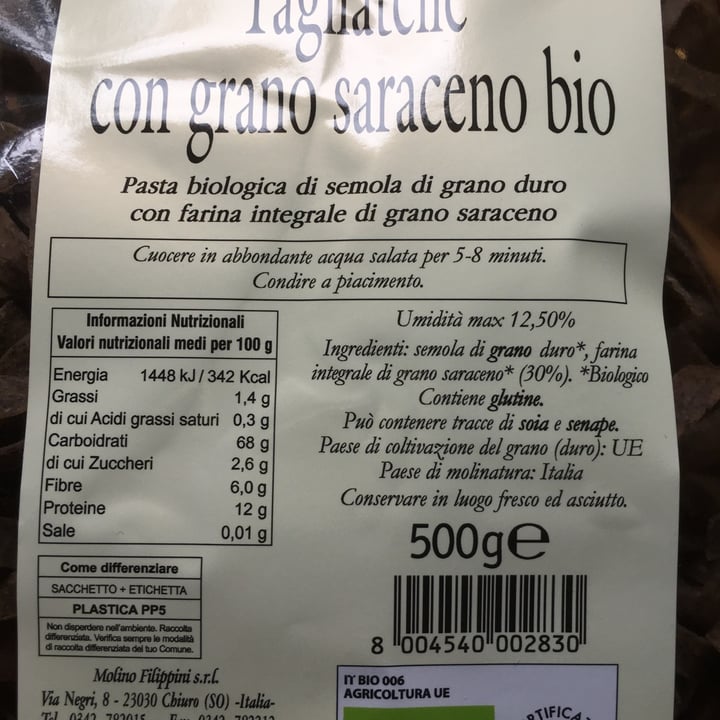 Tagliatelle
con grano saraceno bio
Pasta biologica di semola di grano duro
con farina integrale di grano saraceno
Cuocere in abbondante acqua salata per 5-8 minuti.
Condire a piacimento.
Informazioni Nutrizionali
Valori nutrizionali medi per 100 g
Energia 1448 kJ / 342 Kcal
Grassi 1,4 g
di cui Acidi grassi saturi 0,3 g
Carboidrati 68 g
di cui Zuccheri 2,6 g
Fibre 6,0 g
Proteine 12 g
Sale 0,01 g
Umidità max 12,50%
Ingredienti: semola di grano duro*, farina
integrale di grano saraceno* (30%). *Biologico
Contiene glutine.
Può contenere tracce di soia e senape.
Paese di coltivazione del grano (duro): UE
Paese di molinatura: Italia
Conservare in luogo fresco ed asciutto.
500g e
8 004540 002830
Come differenziare
SACCHETTO + ETICHETTA
PLASTICA PP5
Non disperdere nell'ambiente. Raccolta
differenziata. Verifica sempre le modalità
di raccolta differenziata del tuo Comune.
Molino Filippini s.r.l.
Via Negri, 8 - 23030 Chiuro (SO) -Italia-
IT BIO 006
AGRICOLTURA UE